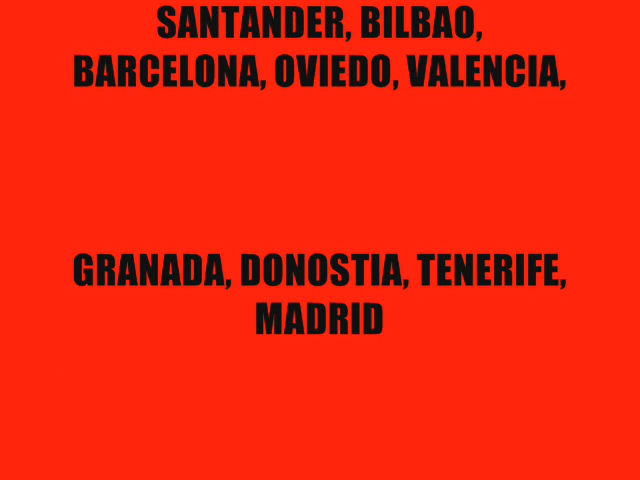 SANTANDER, BILBAO,
BARCELONA, OVIEDO, VALENCIA,
GRANADA, DONOSTIA, TENERIFE,
MADRID